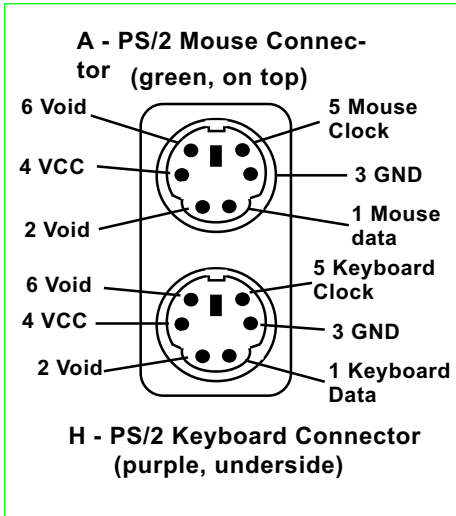 A - PS/2 Mouse Connec-
tor (green, on top)
6 Void
5 Mouse
Clock
4 VCC
3 GND
2 Void
1 Mouse
data
6 Void
5 Keyboard
Clock
4 VCC
3 GND
2 Void
1 Keyboard
Data
H - PS/2 Keyboard Connector
(purple, underside)